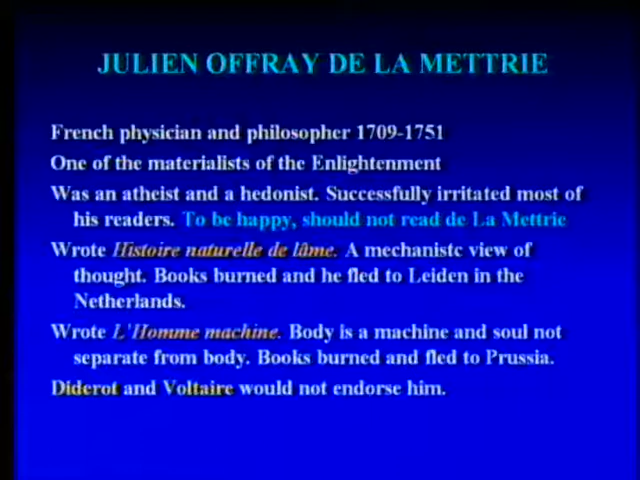 JULIEN OFFRAY DE LA METTRIE
French physician and philosopher 1709-1751
One of the materialists of the Enlightenment
Was an atheist and a hedonist. Successfully irritated most of
his readers. To be happy, should not read de La Mettrie
Wrote Histoire naturelle de lâme. A mechanistc view of
thought. Books burned and he fled to Leiden in the
Netherlands.
Wrote L'Homme machine. Body is a machine and soul not
separate from body. Books burned and fled to Prussia.
Diderot and Voltaire would not endorse him.